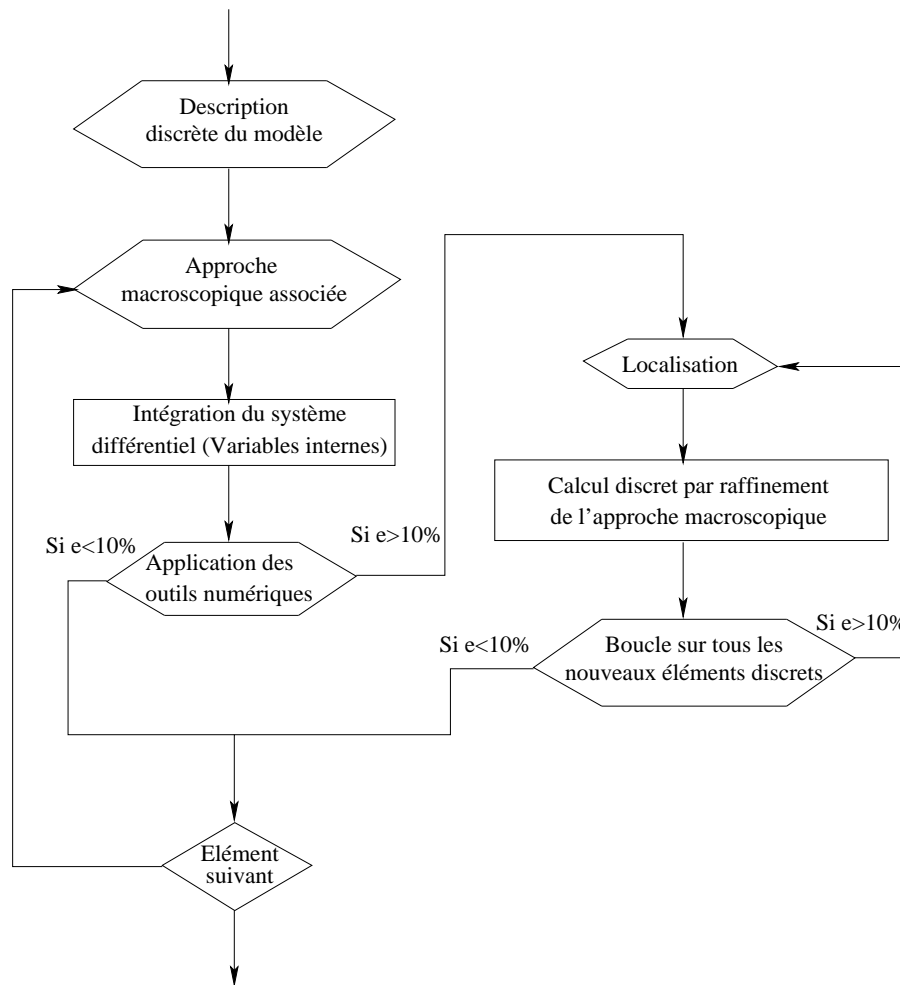 Description
discrète du modèle
Approche
macroscopique associée
Intégration du système
différentiel (Variables internes)
Si e<10%
Si e>10%
Application des
outils numériques
Localisation
Calcul discret par raffinement
de l'approche macroscopique
Si e<10%
Si e>10%
Boucle sur tous les
nouveaux éléments discrets
Elément
suivant